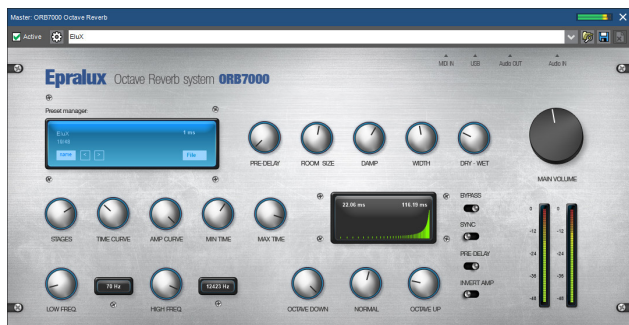 Master: ORB7000 Octave Reverb
Active
EluX
MIDI IN USB Audio OUT Audio IN
Epralux Octave Reverb system ORB7000
Preset manager:
EluX 1 ms
File
PRE-DELAY ROOM SIZE DAMP WIDTH DRY - WET
MAIN VOLUME
22.06 ms 116.19 ms
BYPASS
SYNC
PRE-DELAY
INVERT AMP
STAGES TIME CURVE AMP CURVE MIN TIME MAX TIME
0 0
-12 -12
-24 -24
-36 -36
-48 -48
70 Hz 12423 Hz
LOW FREQ. HIGH FREQ. OCTAVE DOWN NORMAL OCTAVE UP